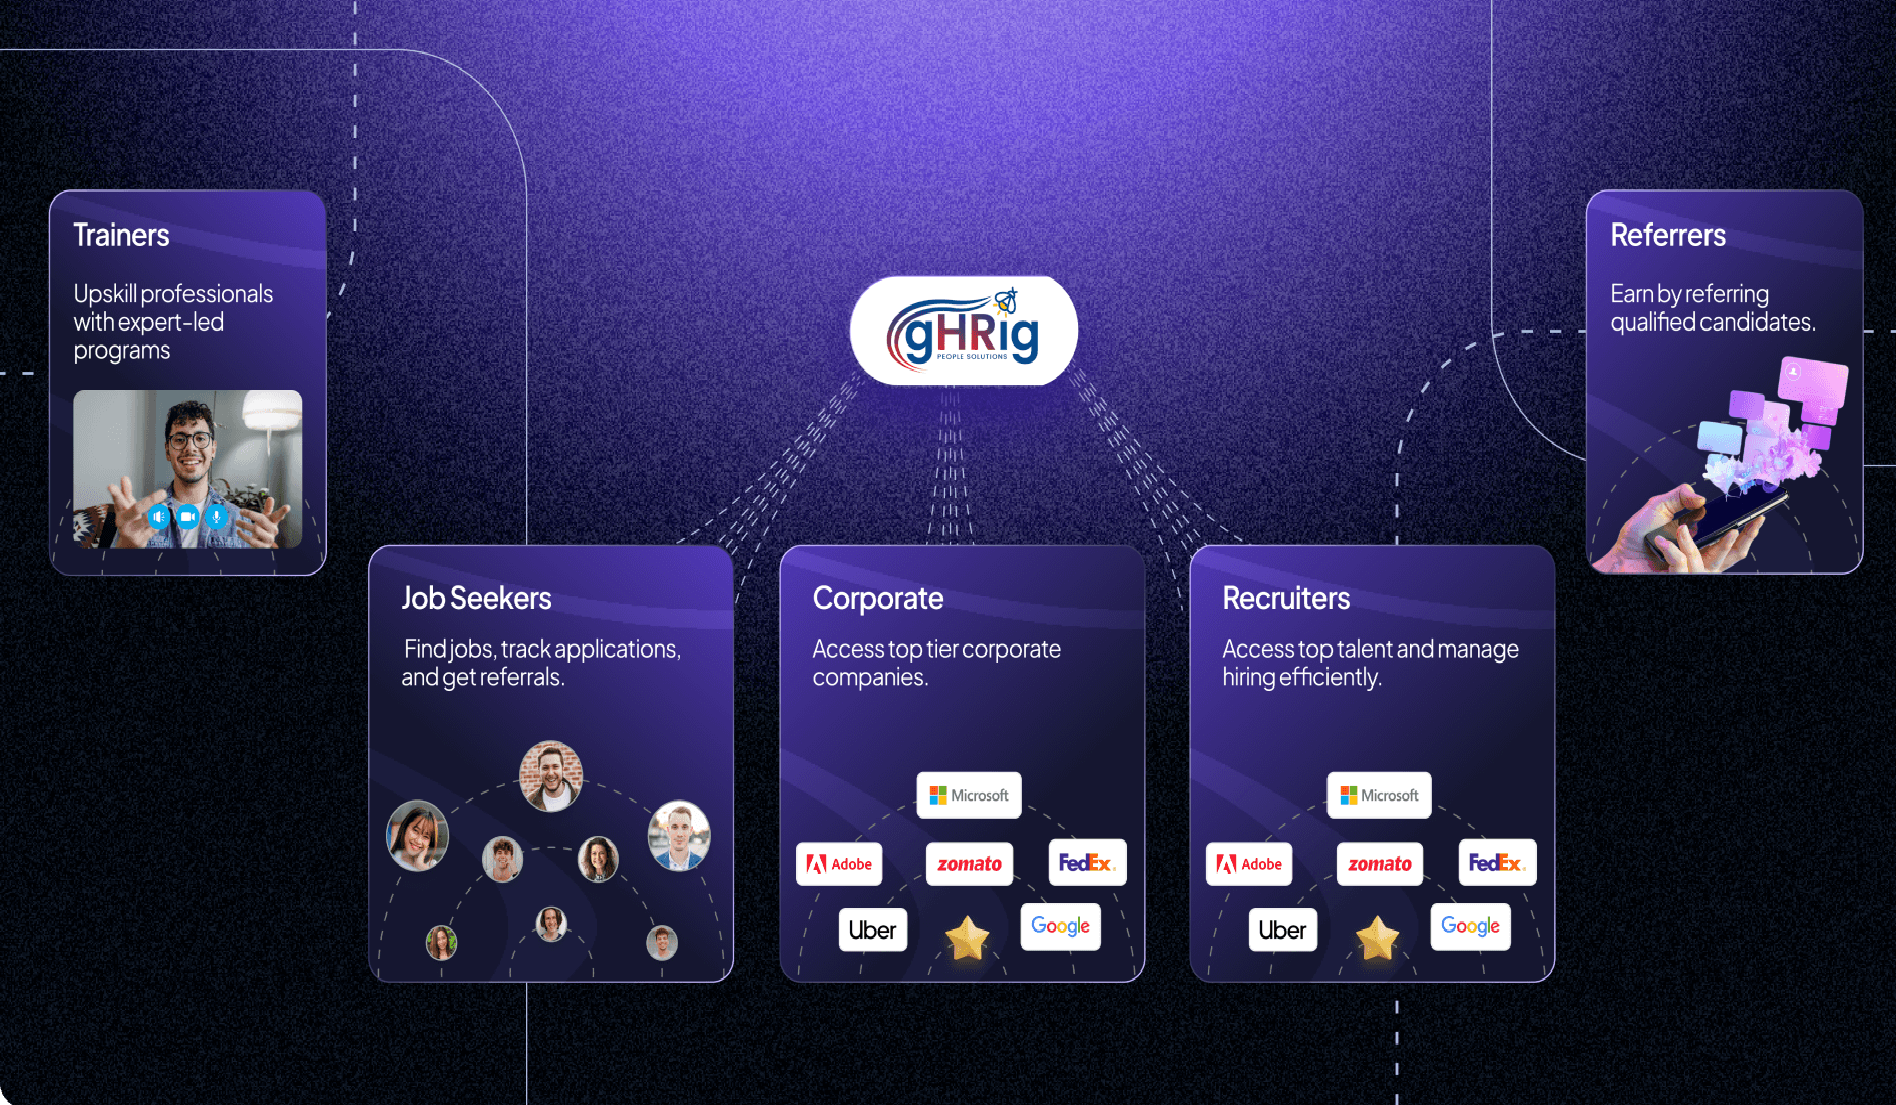 gHRig
PEOPLE SOLUTIONS
Trainers
Upskill professionals
with expert-led
programs
Referrers
Earn by referring
qualified candidates.
Job Seekers
Find jobs, track applications,
and get referrals.
Corporate
Access top tier corporate
companies.
Microsoft
Adobe
zomato
FedEx
Uber
Google
Recruiters
Access top talent and manage
hiring efficiently.
Microsoft
Adobe
zomato
FedEx
Uber
Google